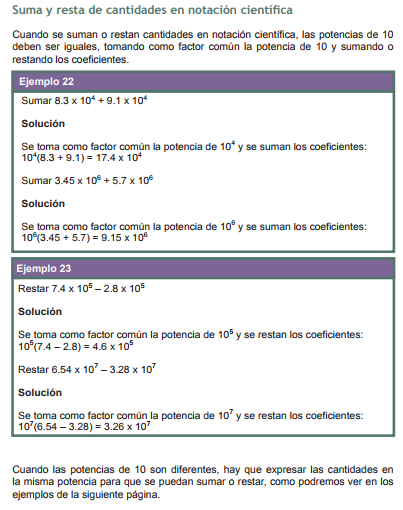 Suma y resta de cantidades en notación científica
Cuando se suman o restan cantidades en notación científica, las potencias de 10
deben ser iguales, tomando como factor común la potencia de 10 y sumando o
restando los coeficientes.
Ejemplo 22
Sumar 8.3 x 10⁴ + 9.1 x 10⁴
Solución
Se toma como factor común la potencia de 10⁴ y se suman los coeficientes:
10⁴(8.3 + 9.1) = 17.4 x 10⁴
Sumar 3.45 x 10⁶ + 5.7 x 10⁶
Solución
Se toma como factor común la potencia de 10⁶ y se suman los coeficientes:
10⁶(3.45 + 5.7) = 9.15 x 10⁶
Ejemplo 23
Restar 7.4 x 10⁵ – 2.8 x 10⁵
Solución
Se toma como factor común la potencia de 10⁵ y se restan los coeficientes:
10⁵(7.4 – 2.8) = 4.6 x 10⁵
Restar 6.54 x 10⁷ – 3.28 x 10⁷
Solución
Se toma como factor común la potencia de 10⁷ y se restan los coeficientes:
10⁷(6.54 – 3.28) = 3.26 x 10⁷
Cuando las potencias de 10 son diferentes, hay que expresar las cantidades en
la misma potencia para que se puedan sumar o restar, como podremos ver en los
ejemplos de la siguiente página.